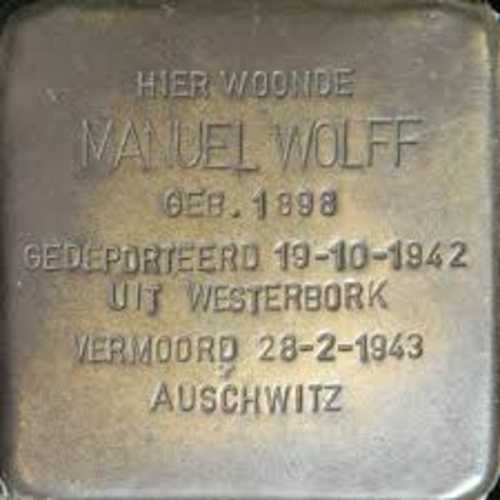 HIER WOONDE
MANUEL WOLFF
GEB. 1898
GEDEPORTEERD 19-10-1942
UIT WESTERBORK
VERMOORD 28-2-1943
AUSCHWITZ